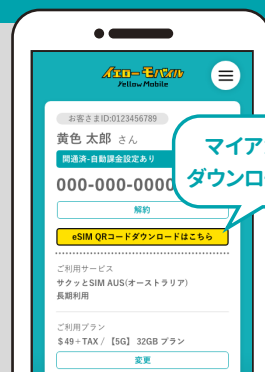 イエローモバイル
Yellow Mobile
お客さまID:0123456789
黄色 太郎 さん
開通済-自動課金設定あり
000-000-0000
解約
マイア
ダウンロ
eSIM QRコードダウンロードはこちら
ご利用サービス
サクッとSIM AUS(オーストラリア)
長期利用
ご利用プラン
$49+TAX / 【5G】 32GB プラン
変更